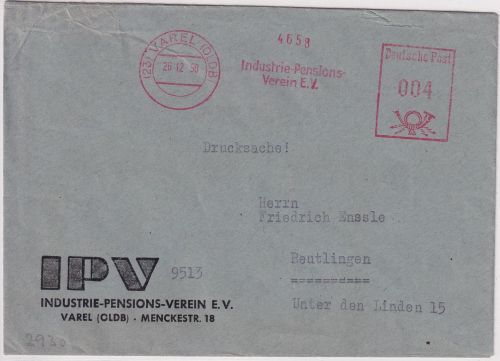 (23) VAREL (OLDB
26.12.50
4658
Industrie-Pensions-
Verein E.V.
Deutsche Post
004
Drucksache!
Herrn
Friedrich Enssle
Reutlingen
==========
Unter den Linden 15
IPV 9513
INDUSTRIE-PENSIONS-VEREIN E.V.
VAREL (OLDB) - MENCKESTR. 18